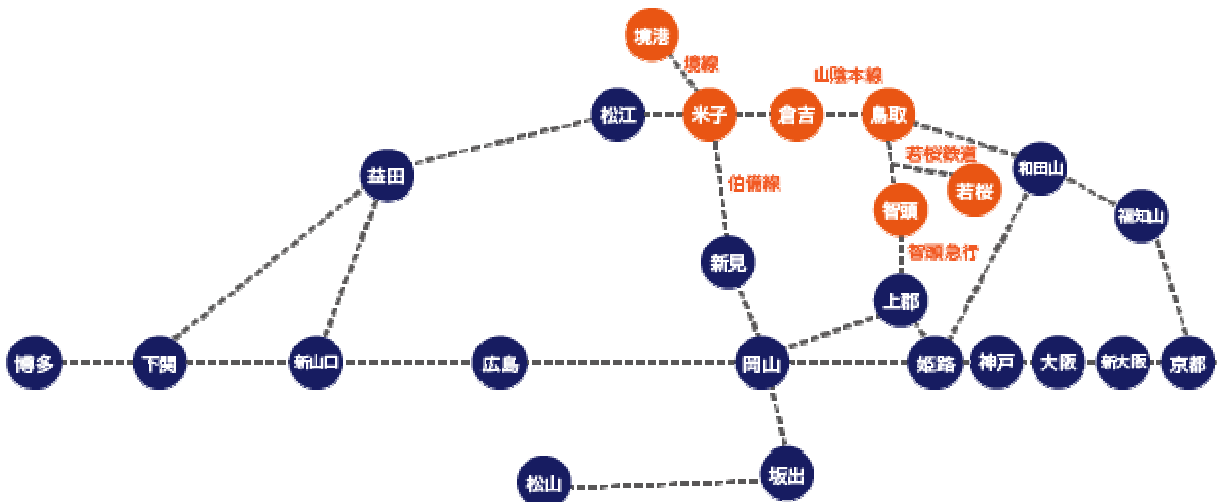 境港
境線
山陰本線
松江
米子
倉吉
鳥取
若桜鉄道
和田山
益田
伯備線
智頭
若桜
福知山
新見
智頭急行
上郡
博多
下関
新山口
広島
岡山
姫路
神戸
大阪
新大阪
京都
松山
坂出